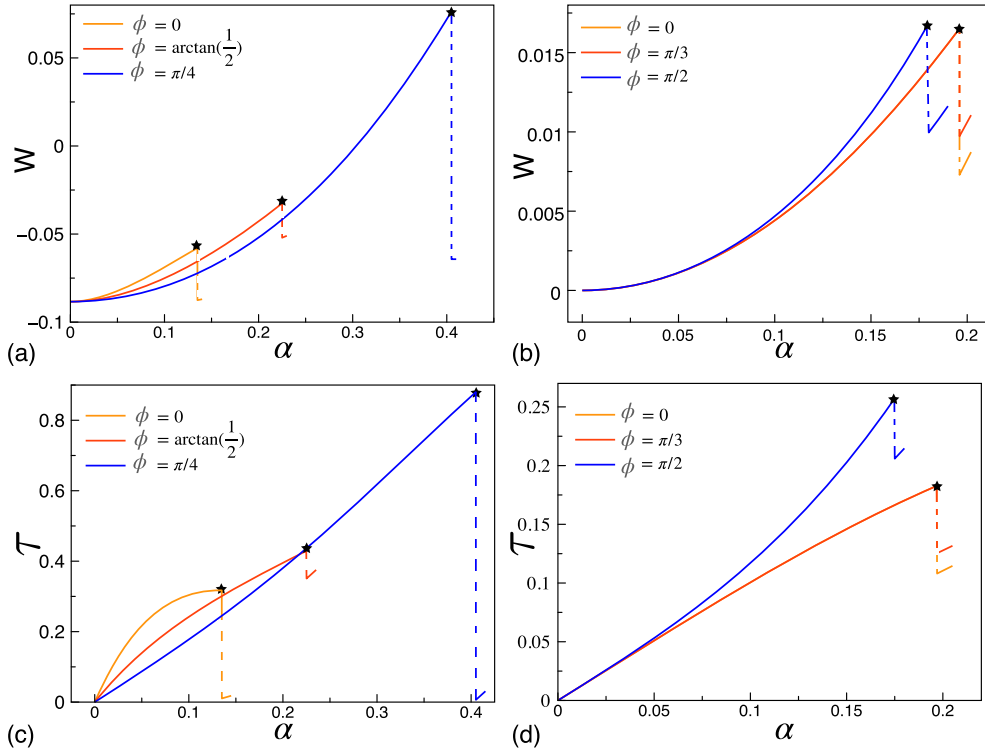 0.05
0
−0.05
−0.1
W
ϕ = 0
ϕ = arctan(1/2)
ϕ = π/4
0 0.1 0.2 0.3 0.4
(a) α
0.015
0.01
0.005
0
W
ϕ = 0
ϕ = π/3
ϕ = π/2
0 0.05 0.1 0.15 0.2
(b) α
0.8
0.6
0.4
0.2
0
𝒯
ϕ = 0
ϕ = arctan(1/2)
ϕ = π/4
0 0.1 0.2 0.3 0.4
(c) α
0.25
0.2
0.15
0.1
0.05
0
𝒯
ϕ = 0
ϕ = π/3
ϕ = π/2
0 0.05 0.1 0.15 0.2
(d) α